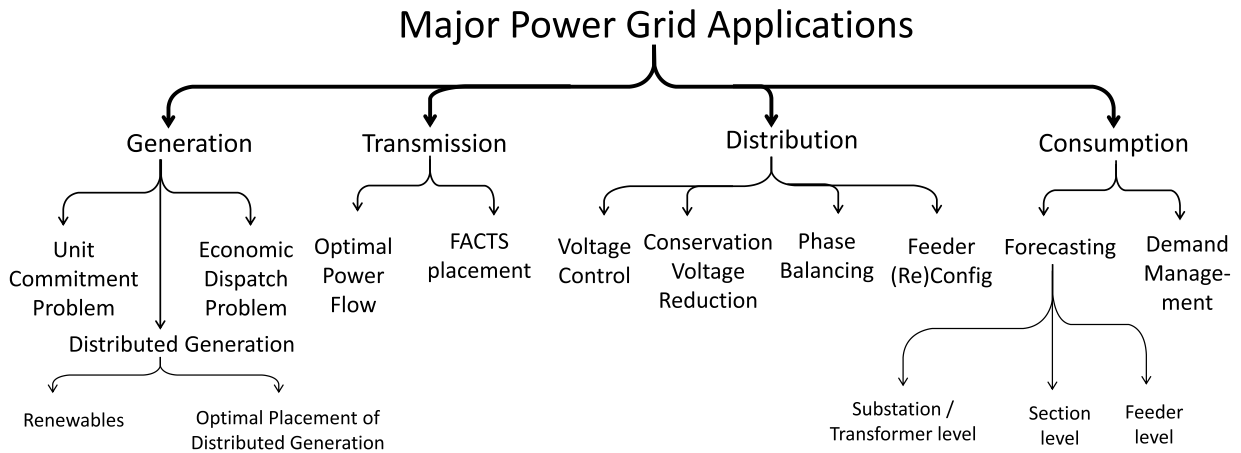 Major Power Grid Applications
Generation
Transmission
Distribution
Consumption
Unit
Commitment
Problem
Economic
Dispatch
Problem
Optimal
Power
Flow
FACTS
placement
Voltage
Control
Conservation
Voltage
Reduction
Phase
Balancing
Feeder
(Re)Config
Forecasting
Demand
Manage-
ment
Distributed Generation
Renewables
Optimal Placement of
Distributed Generation
Substation /
Transformer level
Section
level
Feeder
level